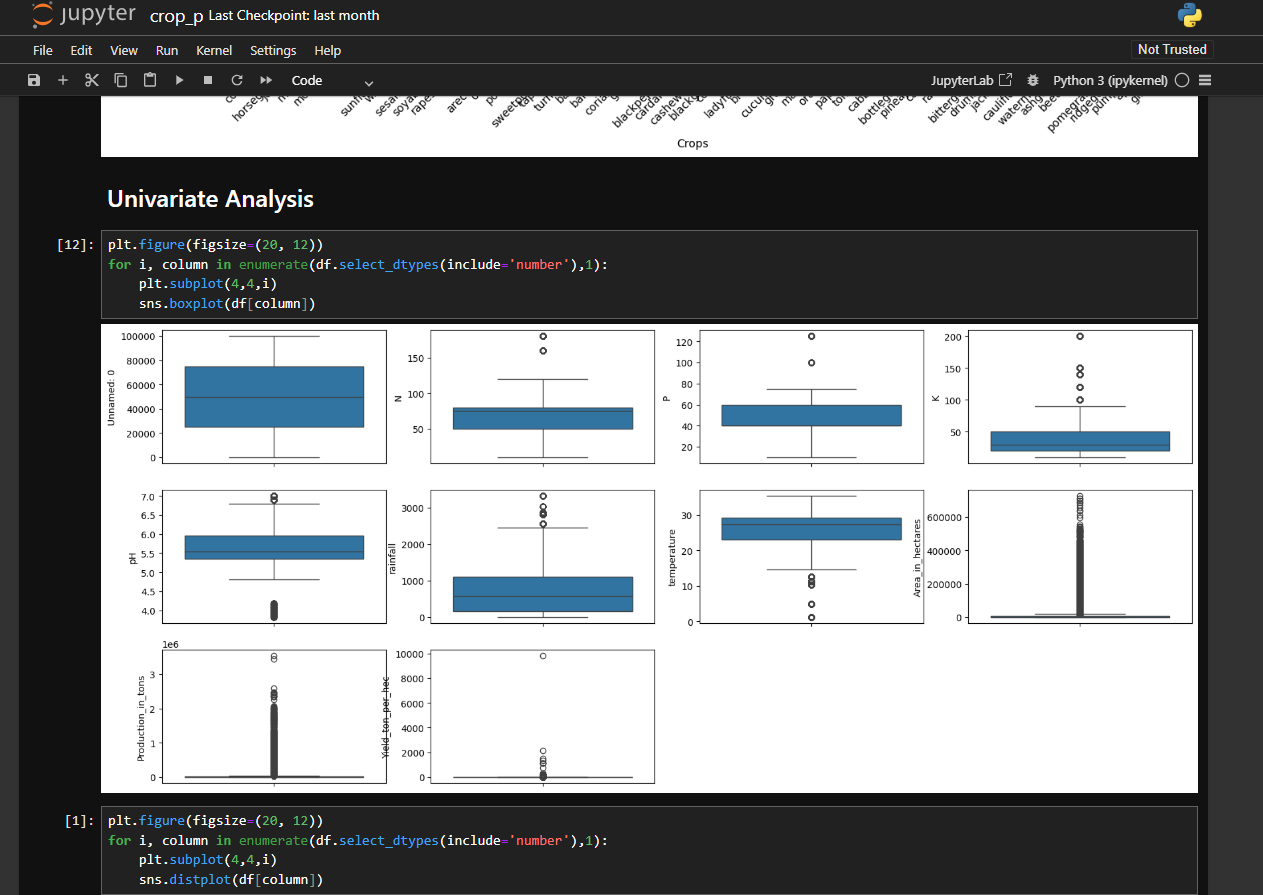 jupyter crop_p Last Checkpoint: last month
File Edit View Run Kernel Settings Help Not Trusted
Code JupyterLab Python 3 (ipykernel)
Crops
Univariate Analysis
[12]: plt.figure(figsize=(20, 12))
for i, column in enumerate(df.select_dtypes(include='number'),1):
    plt.subplot(4,4,i)
    sns.boxplot(df[column])
100000
80000
60000
40000
20000
0
Unnamed: 0
150
100
50
N
120
100
80
60
40
20
P
200
150
100
50
K
7.0
6.5
6.0
5.5
5.0
4.5
4.0
pH
3000
2000
1000
0
rainfall
30
20
10
0
temperature
600000
400000
200000
0
Area_in_hectares
1e6
3
2
1
0
Production_in_tons
10000
8000
6000
4000
2000
0
Yield_ton_per_hec
[1]: plt.figure(figsize=(20, 12))
for i, column in enumerate(df.select_dtypes(include='number'),1):
    plt.subplot(4,4,i)
    sns.distplot(df[column])